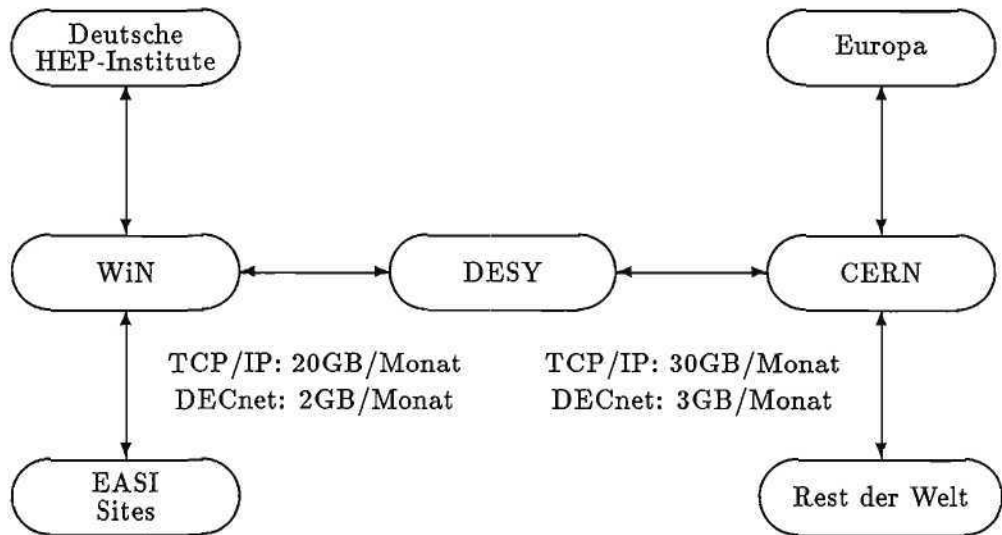 Deutsche
HEP-Institute
Europa
WiN
DESY
CERN
TCP/IP: 20GB/Monat
DECnet: 2GB/Monat
TCP/IP: 30GB/Monat
DECnet: 3GB/Monat
EASI
Sites
Rest der Welt